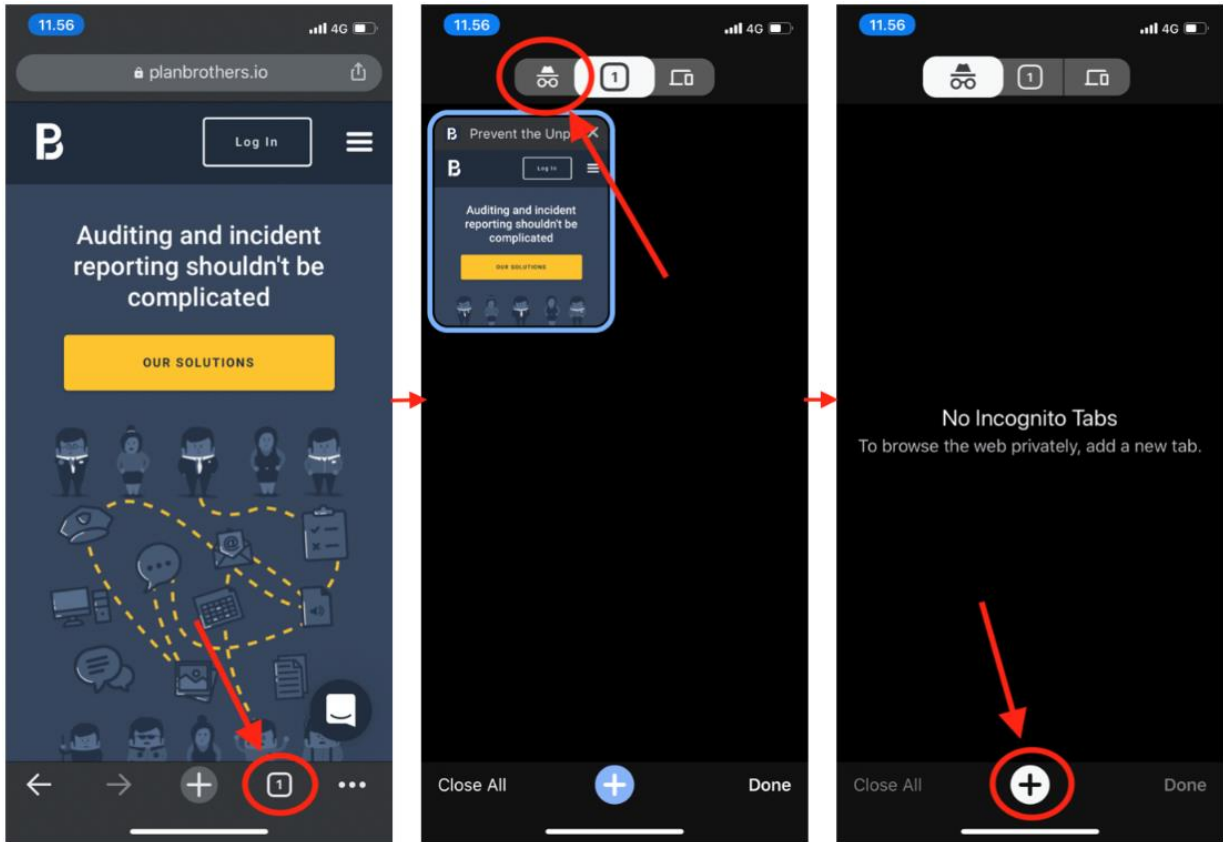 11.56
4G
planbrothers.io
B
Log In
Auditing and incident
reporting shouldn't be
complicated
OUR SOLUTIONS
1
11.56
4G
1
B Prevent the Unp
B
Log In
Auditing and incident
reporting shouldn't be
complicated
OUR SOLUTIONS
Close All
Done
11.56
4G
1
No Incognito Tabs
To browse the web privately, add a new tab.
Close All
Done